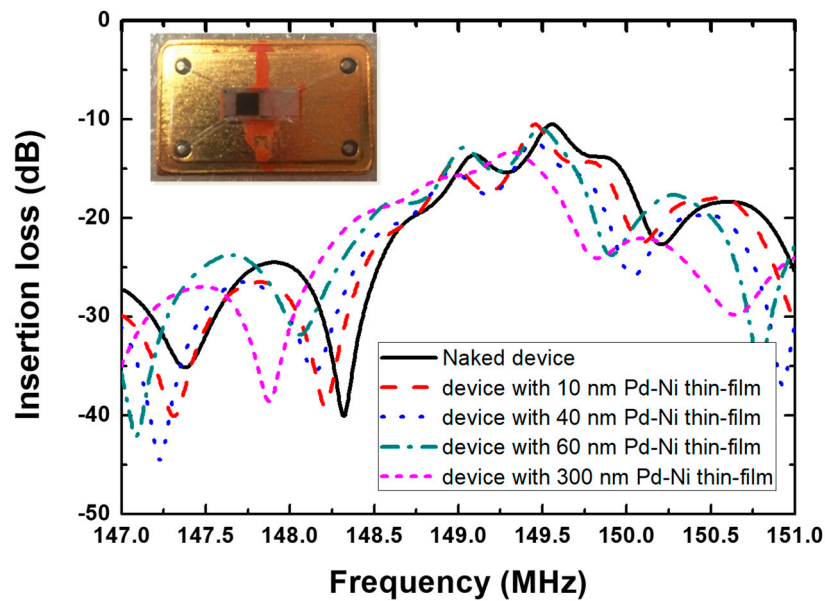 0
-10
-20
-30
-40
-50
Insertion loss (dB)
Naked device
device with 10 nm Pd-Ni thin-film
device with 40 nm Pd-Ni thin-film
device with 60 nm Pd-Ni thin-film
device with 300 nm Pd-Ni thin-film
147.0 147.5 148.0 148.5 149.0 149.5 150.0 150.5 151.0
Frequency (MHz)